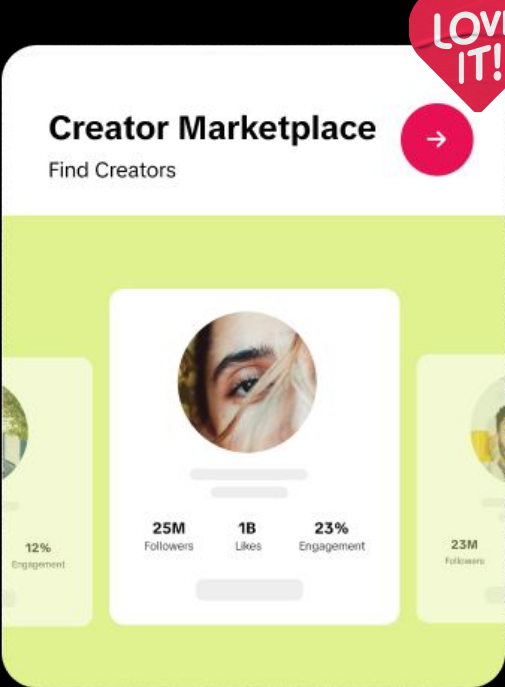 LOVE
IT!
Creator Marketplace
Find Creators
25M 1B 23%
Followers Likes Engagement
12%
Engagement
23M
Followers